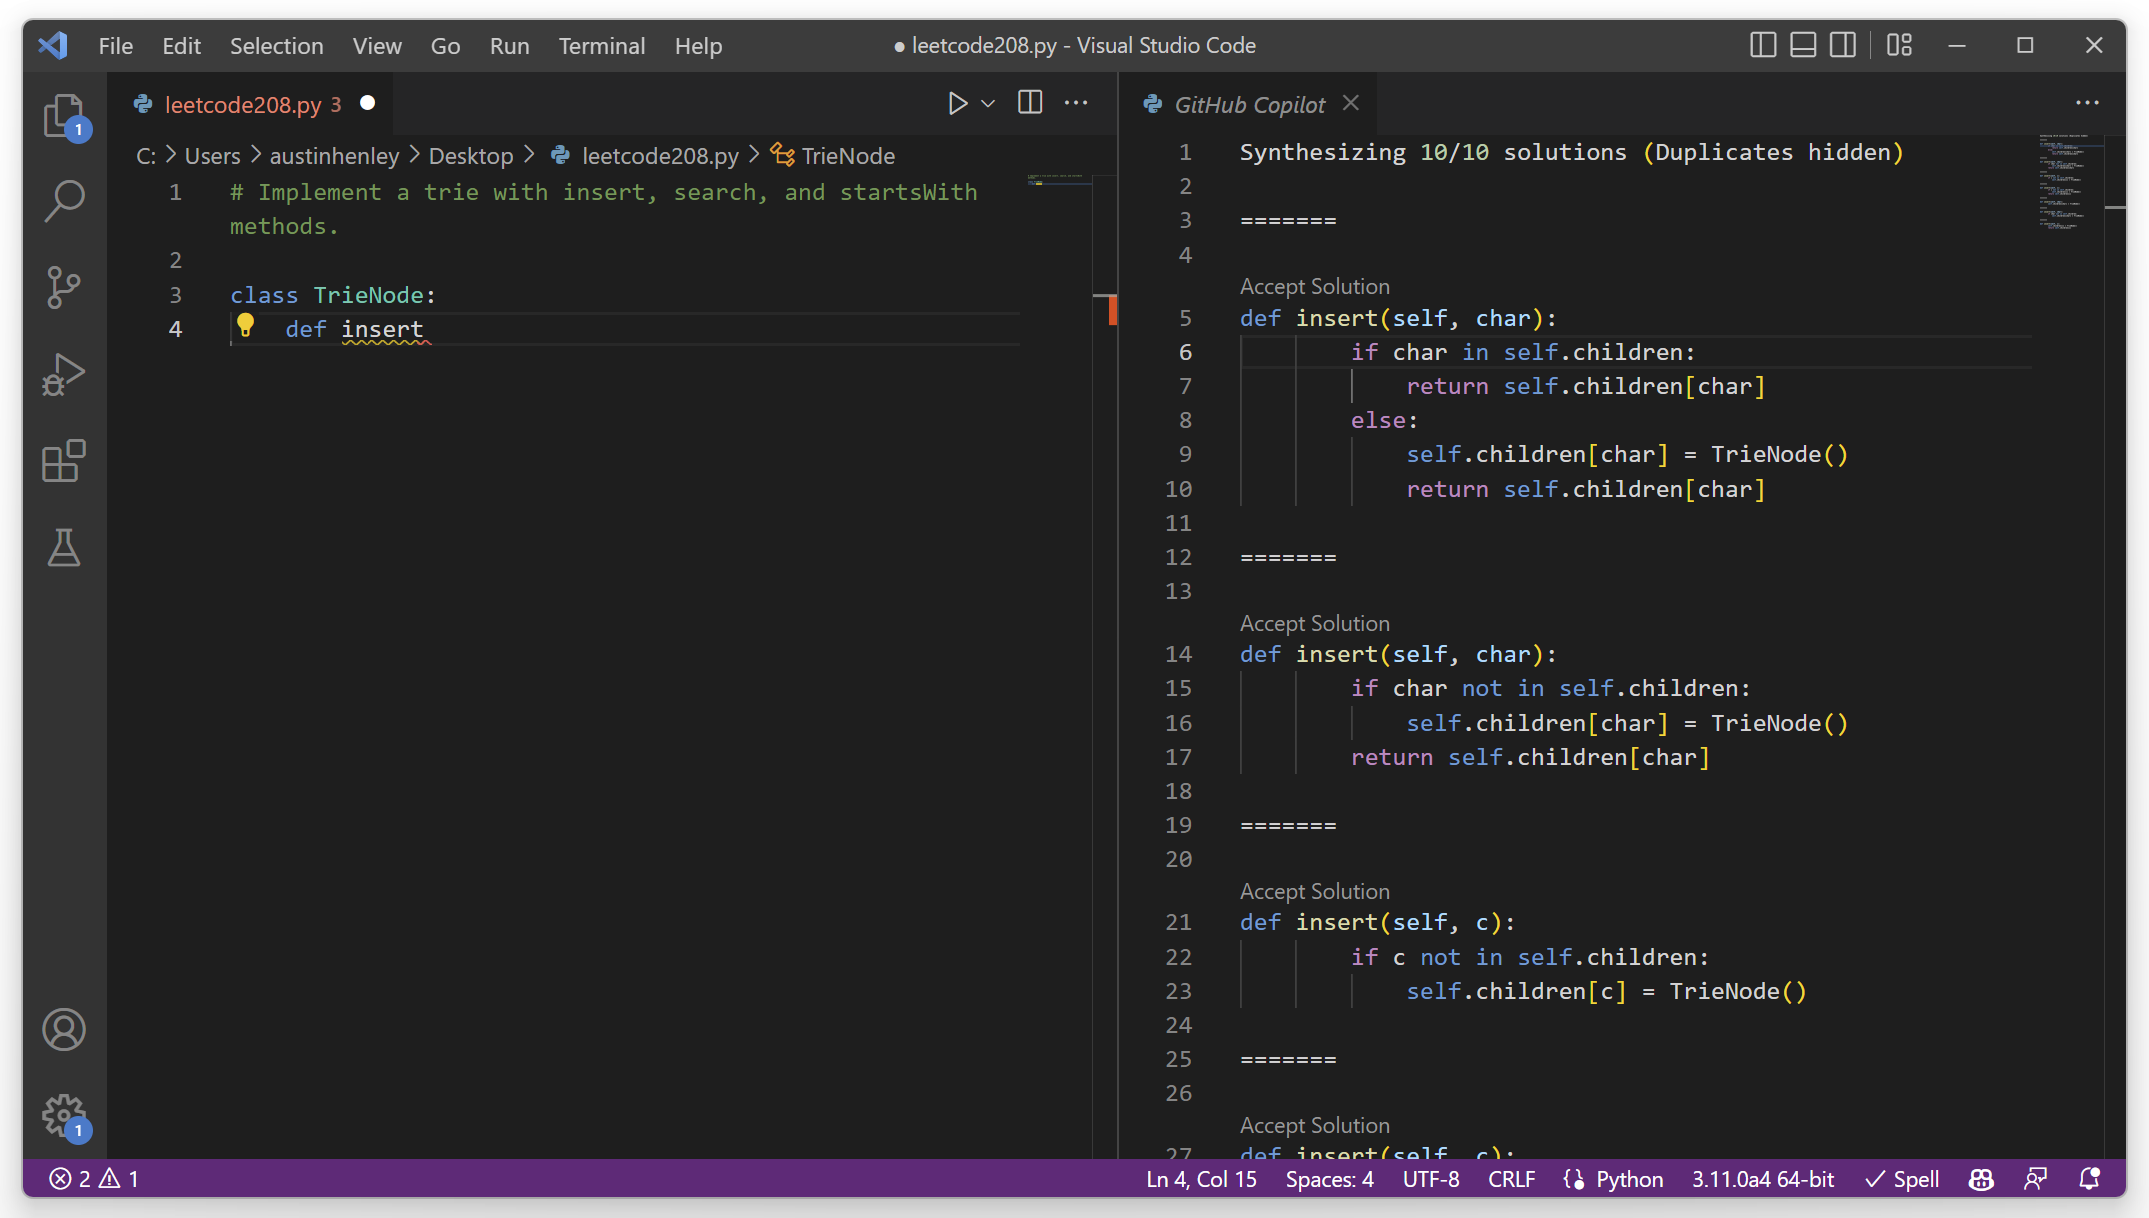 File Edit Selection View Go Run Terminal Help
● leetcode208.py - Visual Studio Code
leetcode208.py 3
C: > Users > austinhenley > Desktop > leetcode208.py > TrieNode
1 # Implement a trie with insert, search, and startsWith
methods.
2
3 class TrieNode:
4 def insert
GitHub Copilot
1 Synthesizing 10/10 solutions (Duplicates hidden)
2
3 =======
4
Accept Solution
5 def insert(self, char):
6 if char in self.children:
7 return self.children[char]
8 else:
9 self.children[char] = TrieNode()
10 return self.children[char]
11
12 =======
13
Accept Solution
14 def insert(self, char):
15 if char not in self.children:
16 self.children[char] = TrieNode()
17 return self.children[char]
18
19 =======
20
Accept Solution
21 def insert(self, c):
22 if c not in self.children:
23 self.children[c] = TrieNode()
24
25 =======
26
Accept Solution
27 def insert(self, c):
1
1
2 1
Ln 4, Col 15 Spaces: 4 UTF-8 CRLF Python 3.11.0a4 64-bit Spell